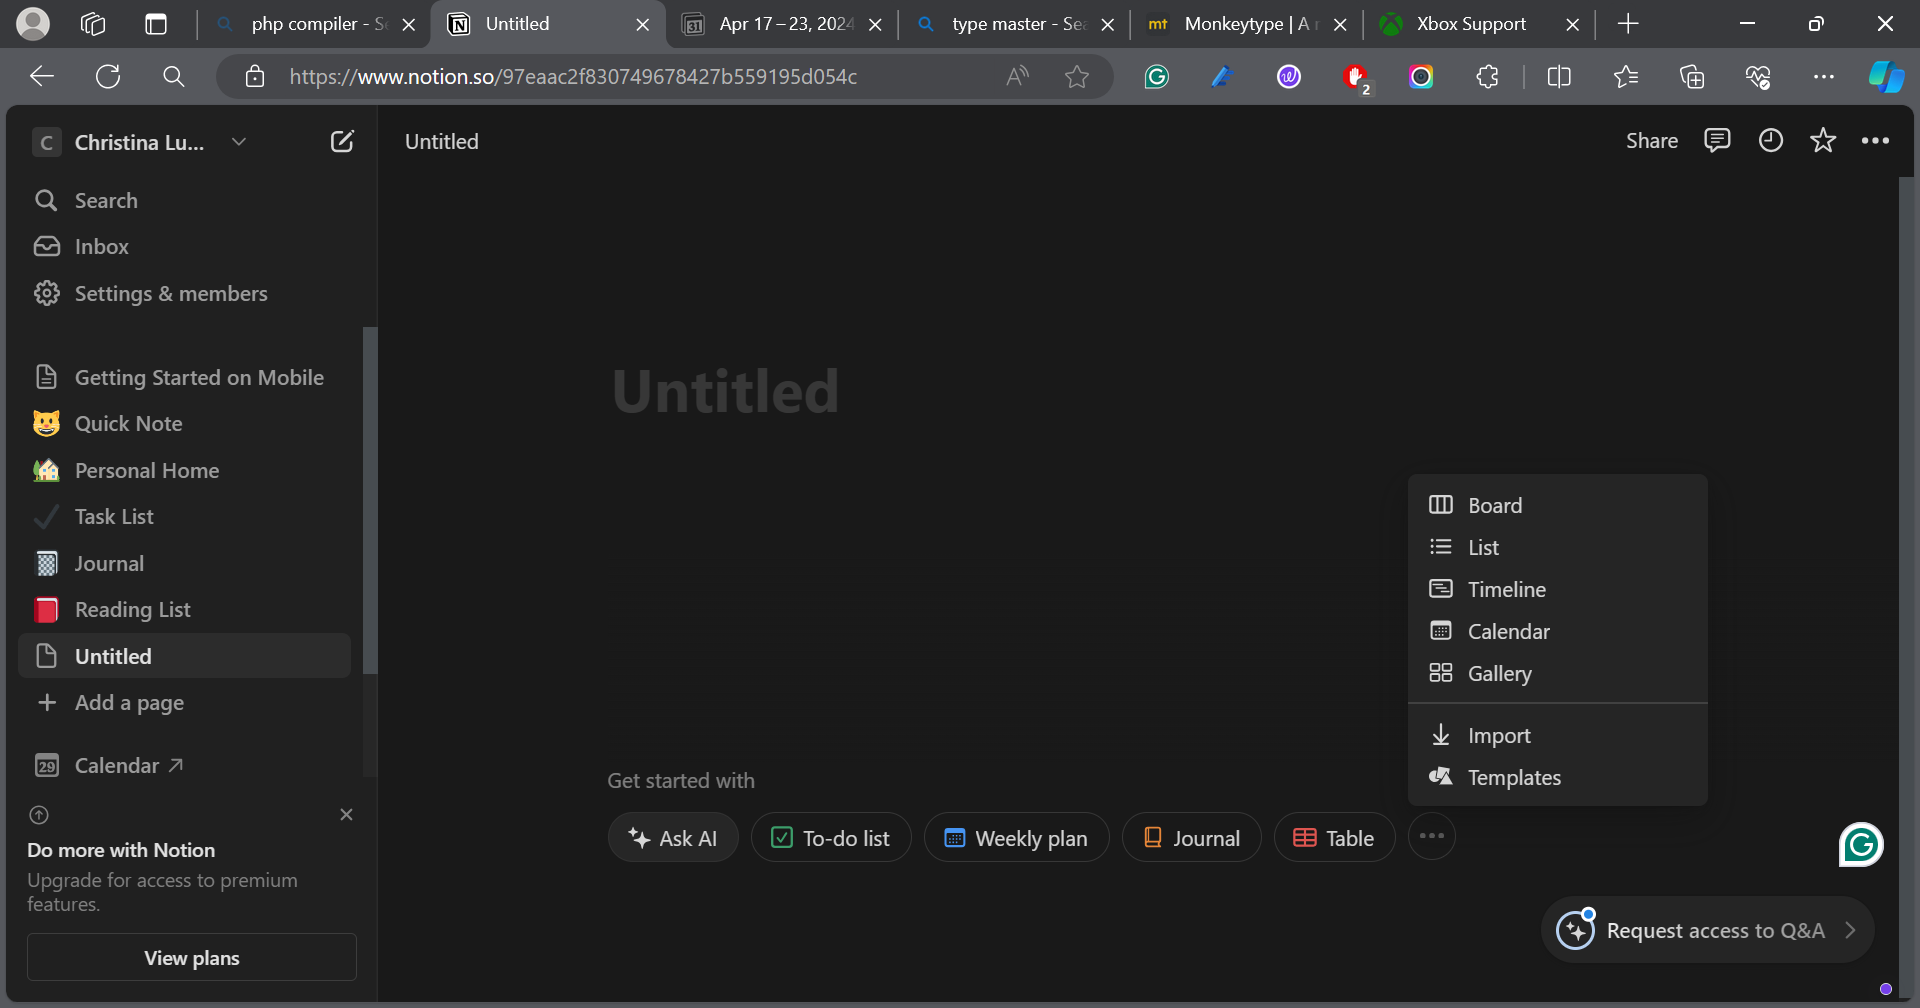 php compiler - Se
Untitled
Apr 17 – 23, 2024
type master - Sea
mt
Monkeytype | A r
Xbox Support
https://www.notion.so/97eaac2f830749678427b559195d054c
2
C
Christina Lu...
Untitled
Share
Search
Inbox
Settings & members
Getting Started on Mobile
Quick Note
Personal Home
Task List
Journal
Reading List
Untitled
Add a page
29
Calendar
Do more with Notion
Upgrade for access to premium
features.
View plans
Untitled
Board
List
Timeline
Calendar
Gallery
Import
Templates
Get started with
Ask AI
To-do list
Weekly plan
Journal
Table
Request access to Q&A